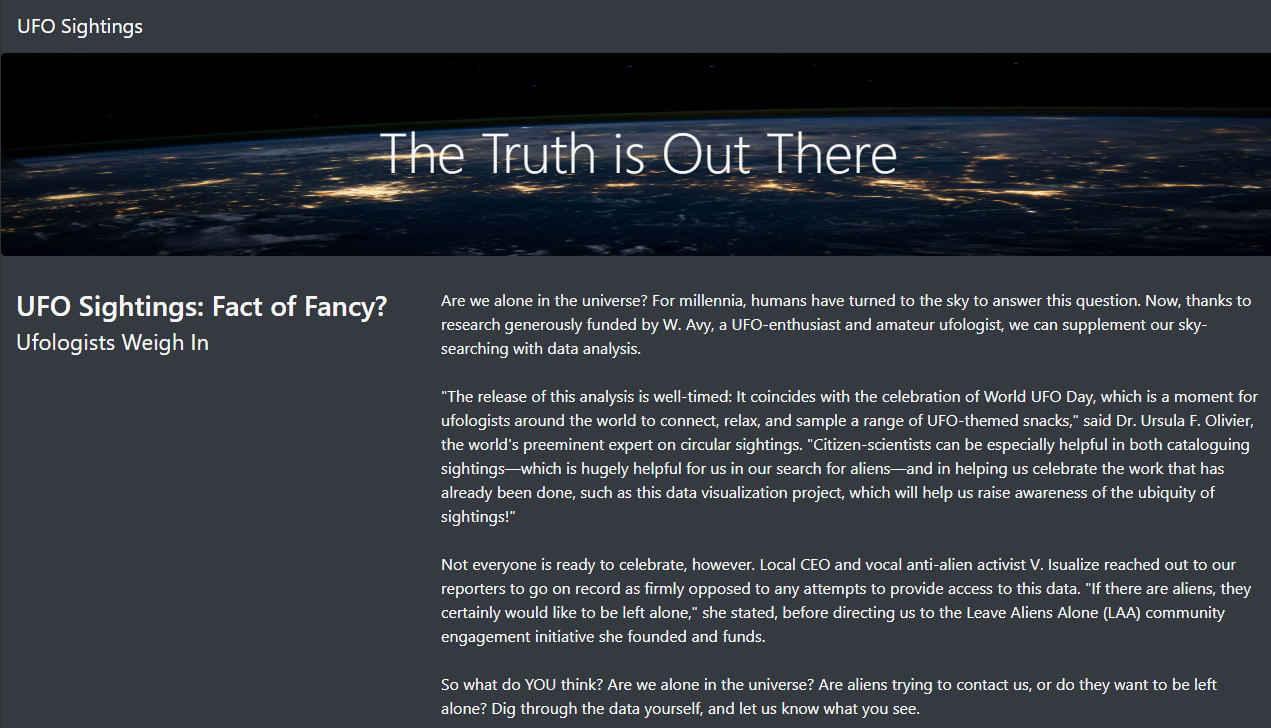 UFO Sightings
The Truth is Out There
UFO Sightings: Fact of Fancy?
Ufologists Weigh In
Are we alone in the universe? For millennia, humans have turned to the sky to answer this question. Now, thanks to
research generously funded by W. Avy, a UFO-enthusiast and amateur ufologist, we can supplement our sky-
searching with data analysis.
"The release of this analysis is well-timed: It coincides with the celebration of World UFO Day, which is a moment for
ufologists around the world to connect, relax, and sample a range of UFO-themed snacks," said Dr. Ursula F. Olivier,
the world's preeminent expert on circular sightings. "Citizen-scientists can be especially helpful in both cataloguing
sightings—which is hugely helpful for us in our search for aliens—and in helping us celebrate the work that has
already been done, such as this data visualization project, which will help us raise awareness of the ubiquity of
sightings!"
Not everyone is ready to celebrate, however. Local CEO and vocal anti-alien activist V. Isualize reached out to our
reporters to go on record as firmly opposed to any attempts to provide access to this data. "If there are aliens, they
certainly would like to be left alone," she stated, before directing us to the Leave Aliens Alone (LAA) community
engagement initiative she founded and funds.
So what do YOU think? Are we alone in the universe? Are aliens trying to contact us, or do they want to be left
alone? Dig through the data yourself, and let us know what you see.